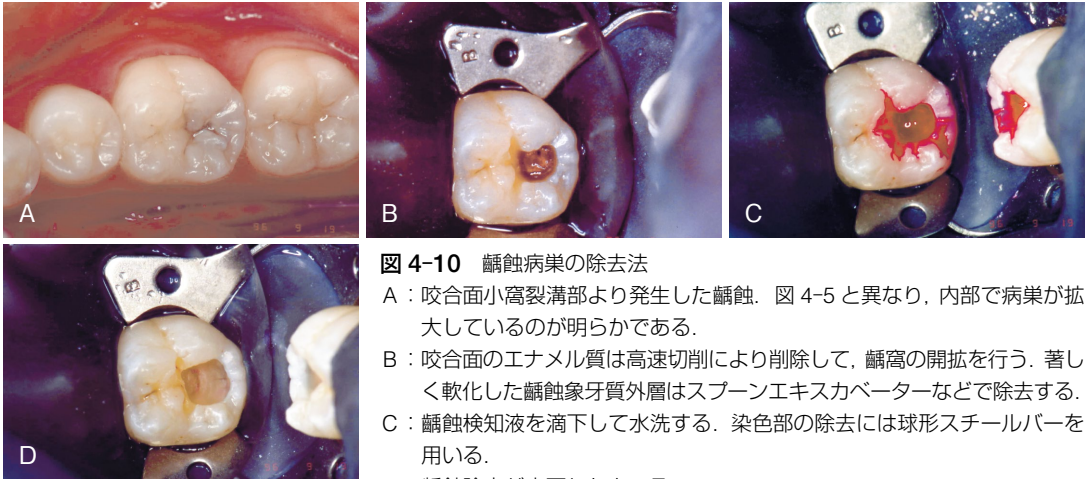 A
B
C
D
図 4-10 齲蝕病巣の除去法
A：咬合面小窩裂溝部より発生した齲蝕．図 4-5 と異なり，内部で病巣が拡
大しているのが明らかである．
B：咬合面のエナメル質は高速切削により削除して，齲窩の開拡を行う．著し
く軟化した齲蝕象牙質外層はスプーンエキスカベーターなどで除去する．
C：齲蝕検知液を滴下して水洗する．染色部の除去には球形スチールバーを
用いる．